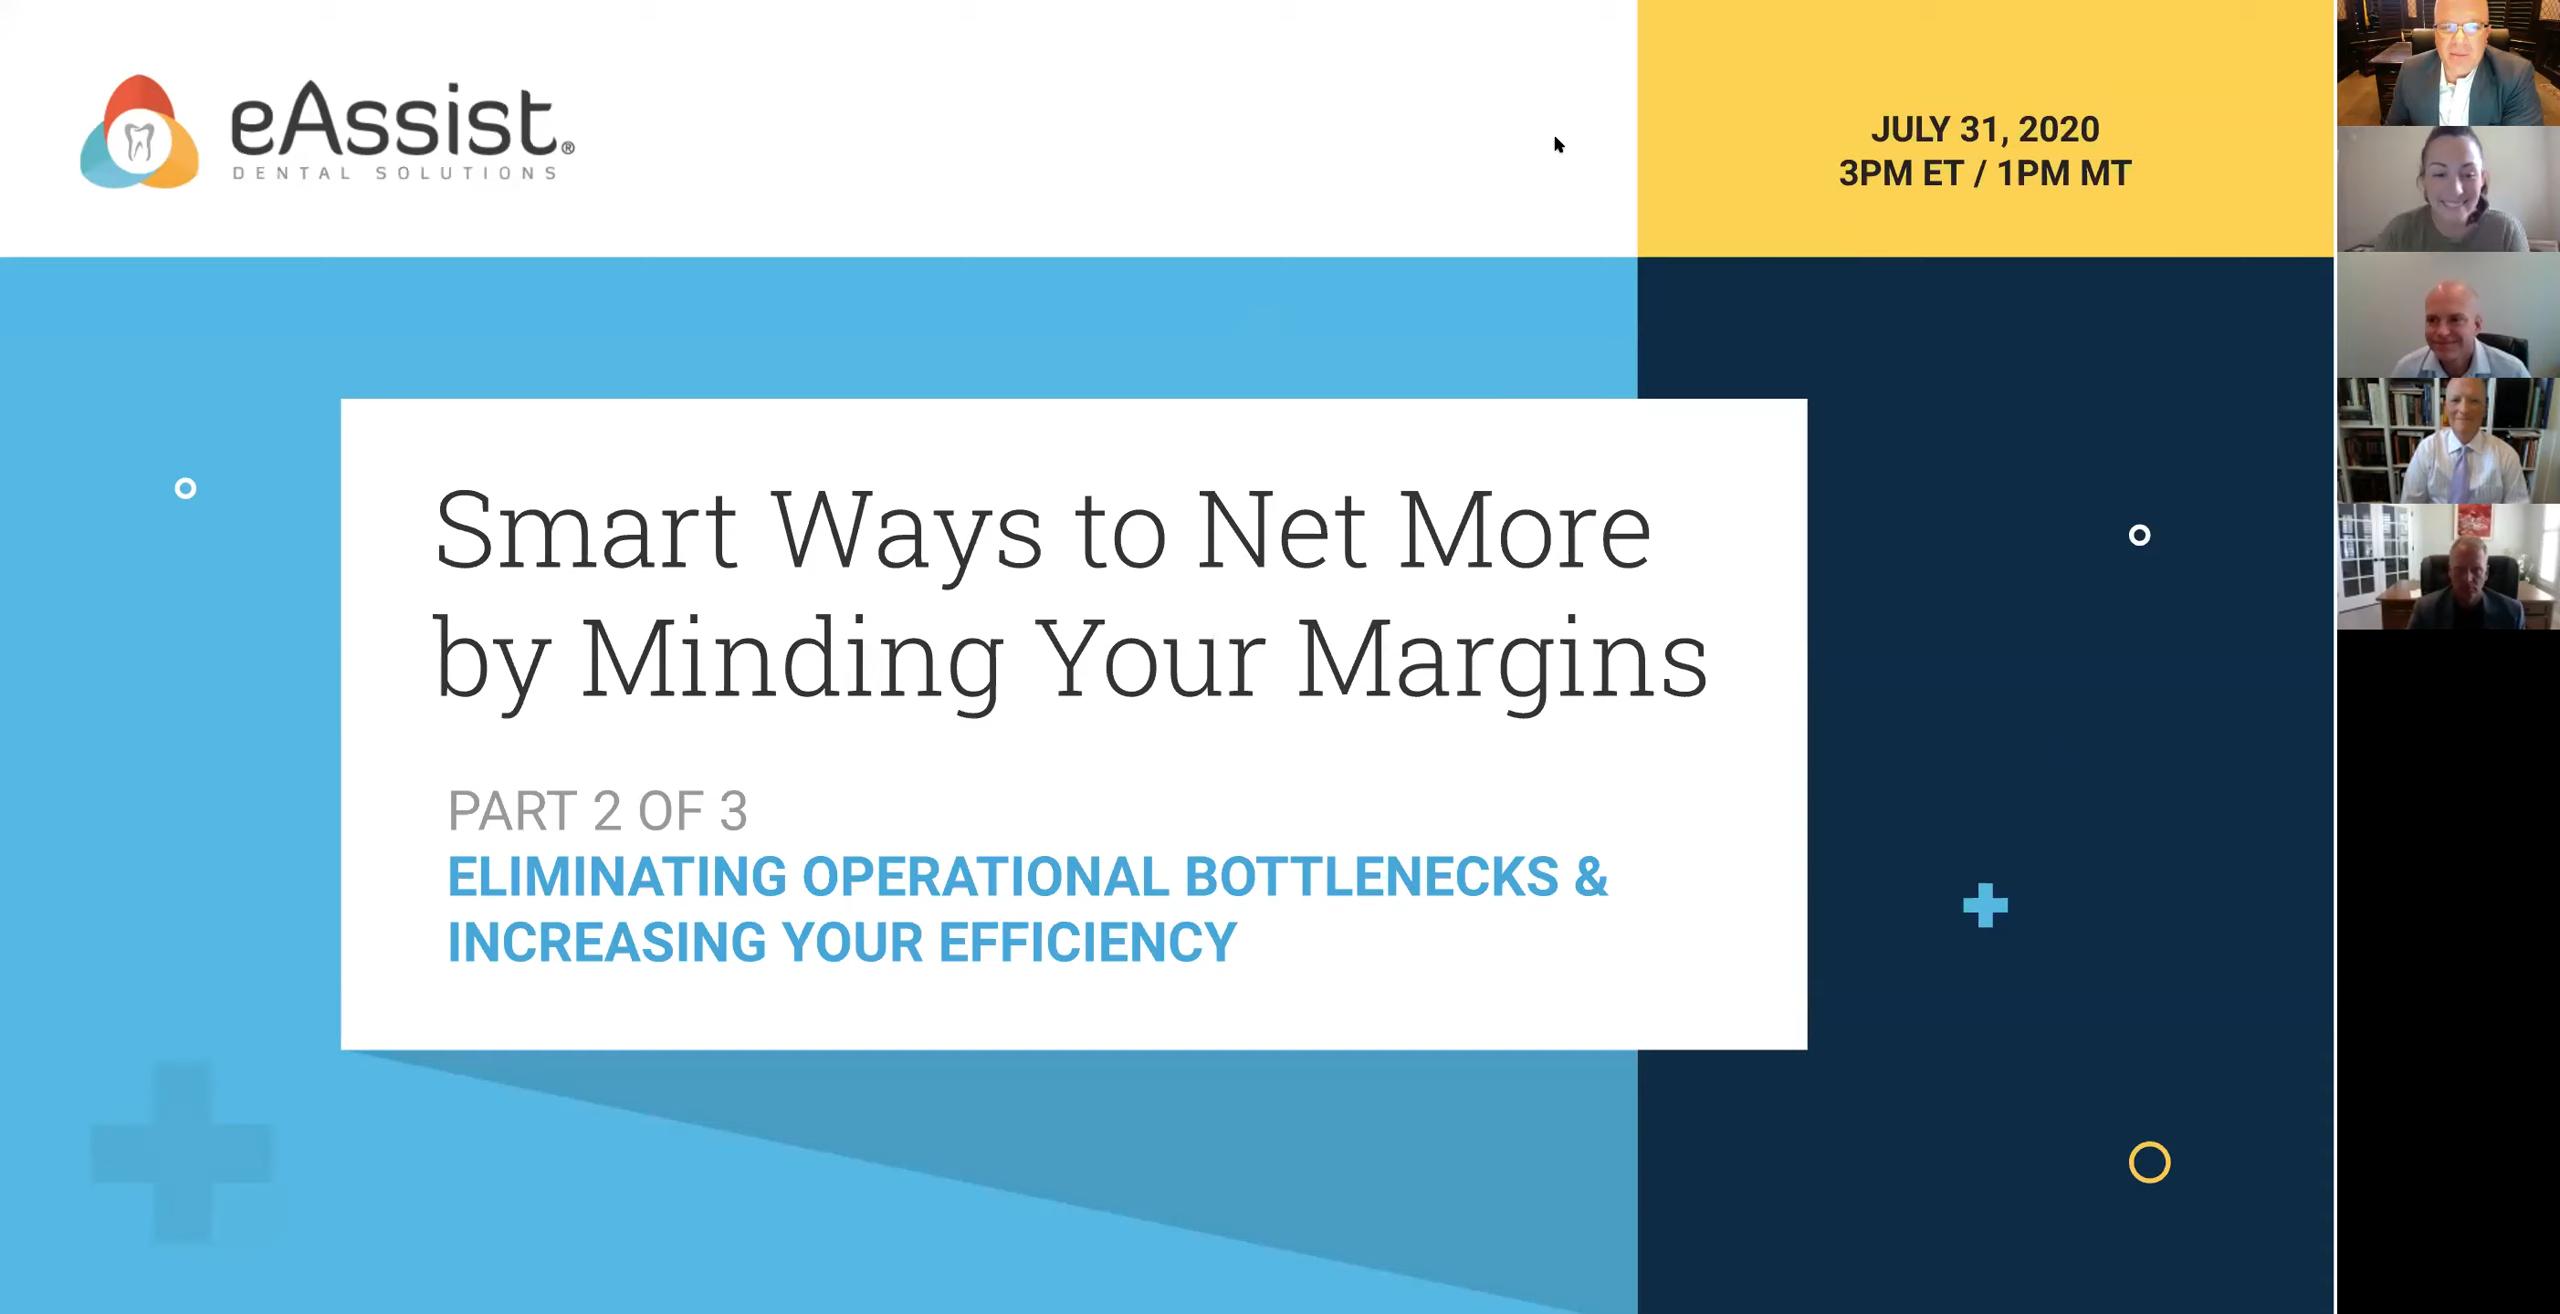 eAssist®
DENTAL SOLUTIONS
JULY 31, 2020
3PM ET / 1PM MT
Smart Ways to Net More
by Minding Your Margins
PART 2 OF 3
ELIMINATING OPERATIONAL BOTTLENECKS &
INCREASING YOUR EFFICIENCY